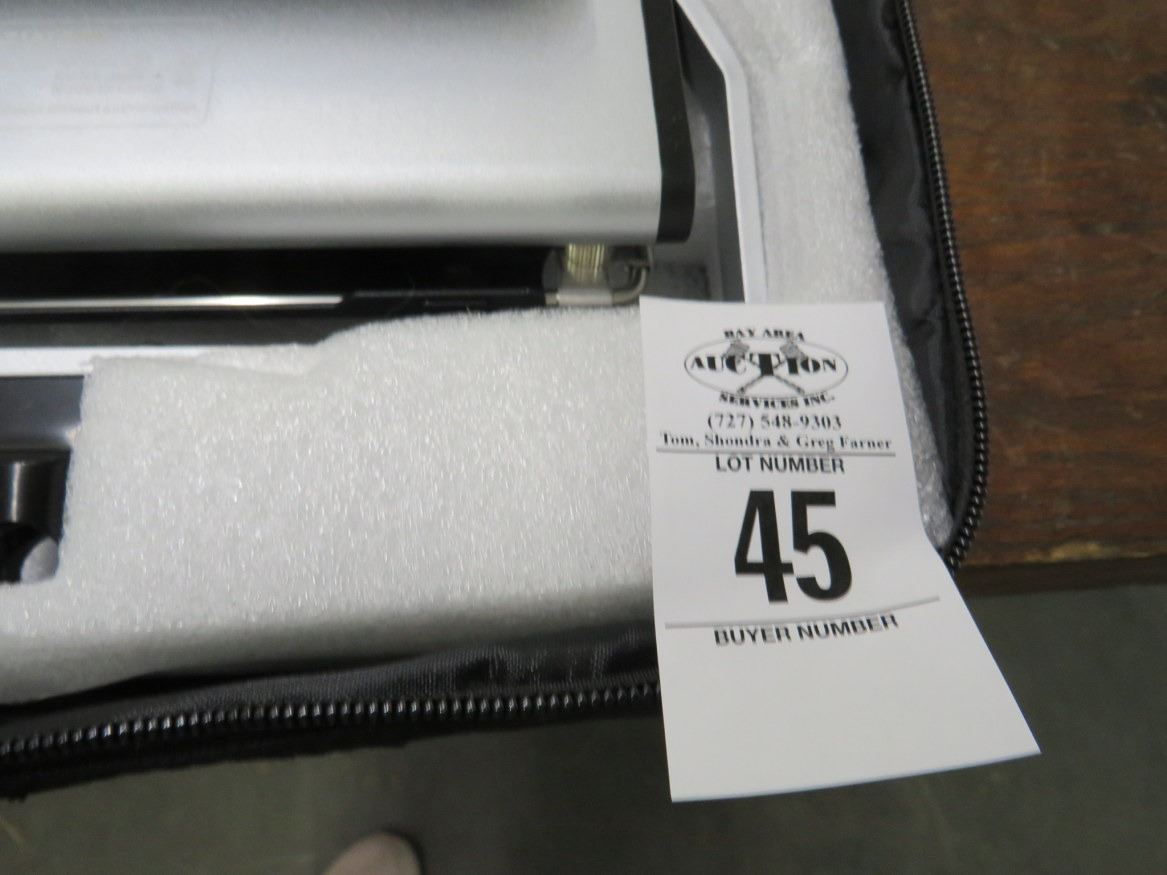 BAY AREA
AUCTION
SERVICES INC.
(727) 548-9303
Tom, Shondra & Greg Farner
LOT NUMBER
45
BUYER NUMBER